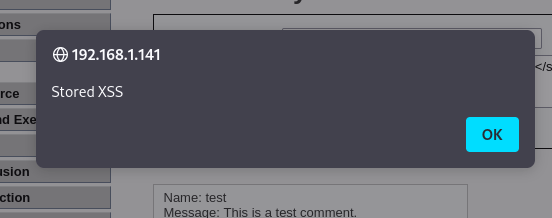 ons
192.168.1.141
</s
Stored XSS
rce
nd Exe
OK
usion
ction
Name: test
Message: This is a test comment.